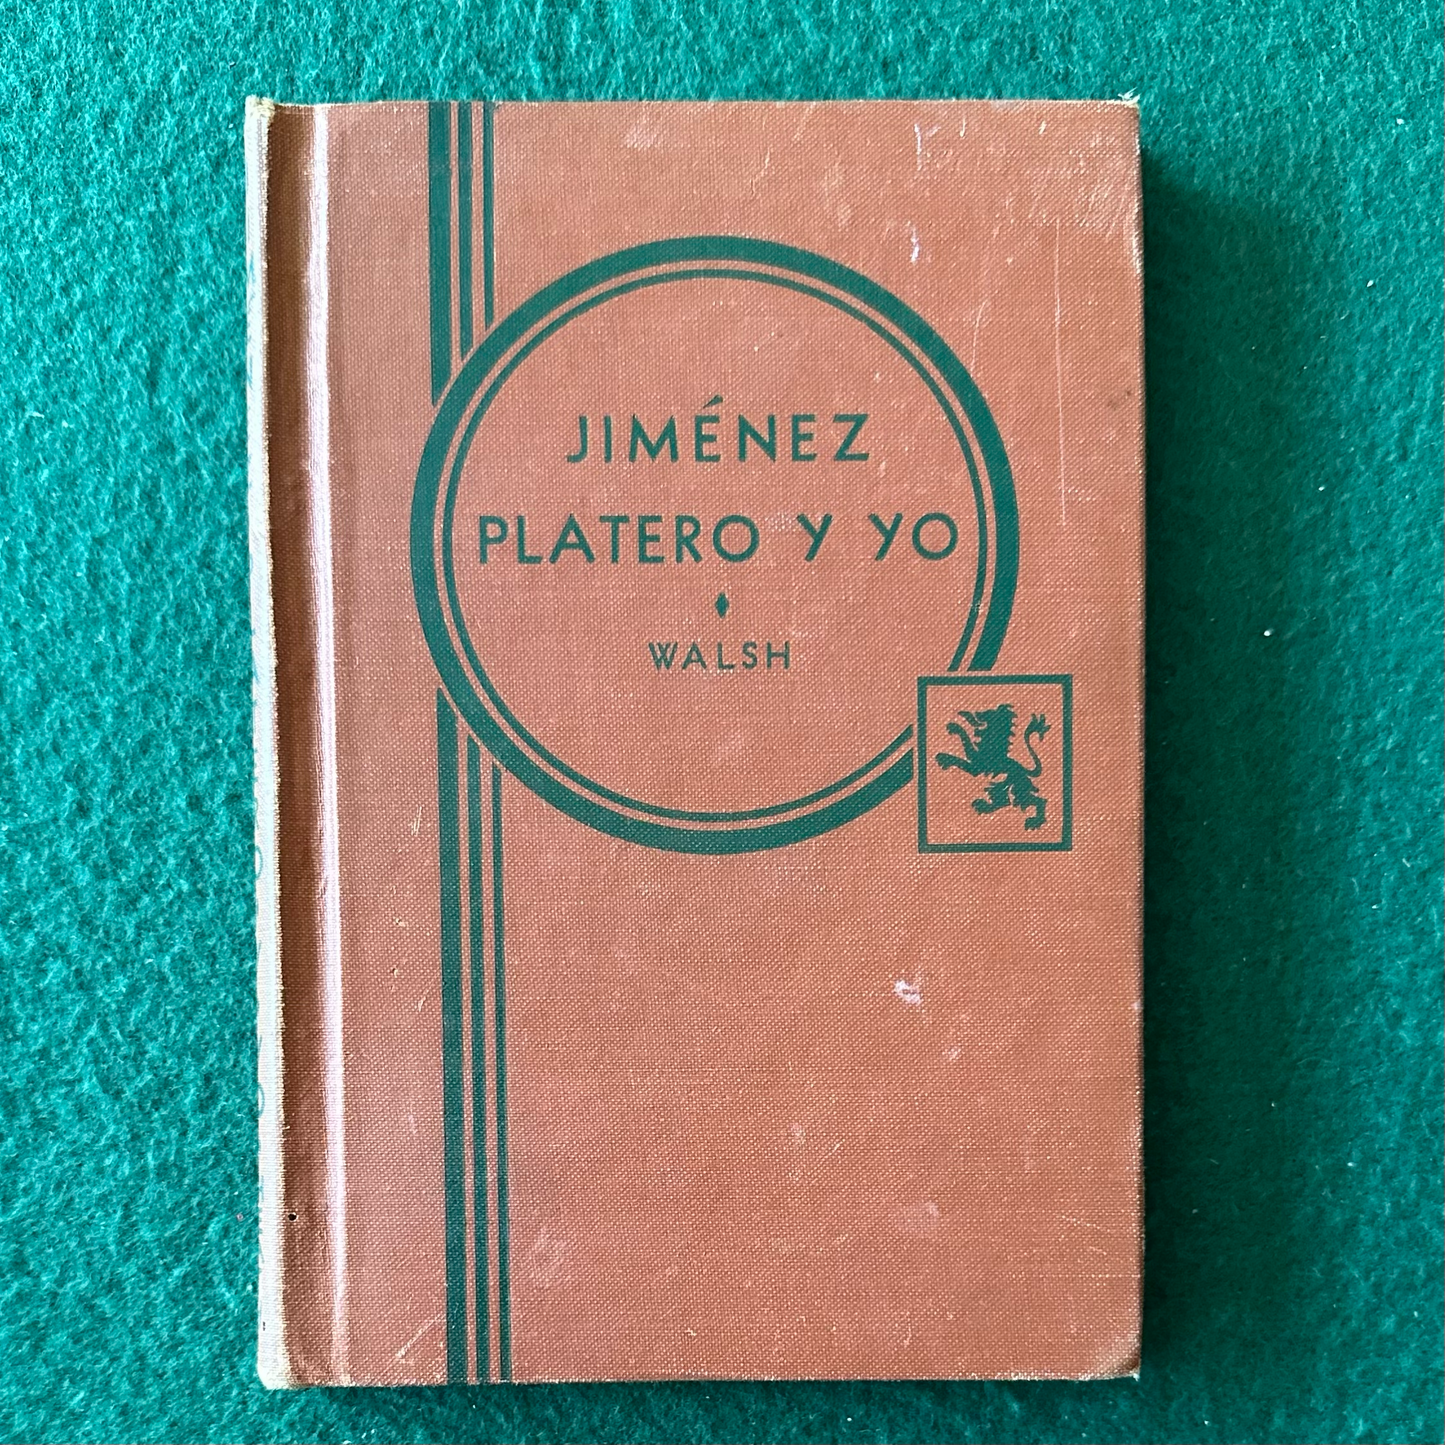 JIMÉNEZ
PLATERO Y YO
WALSH